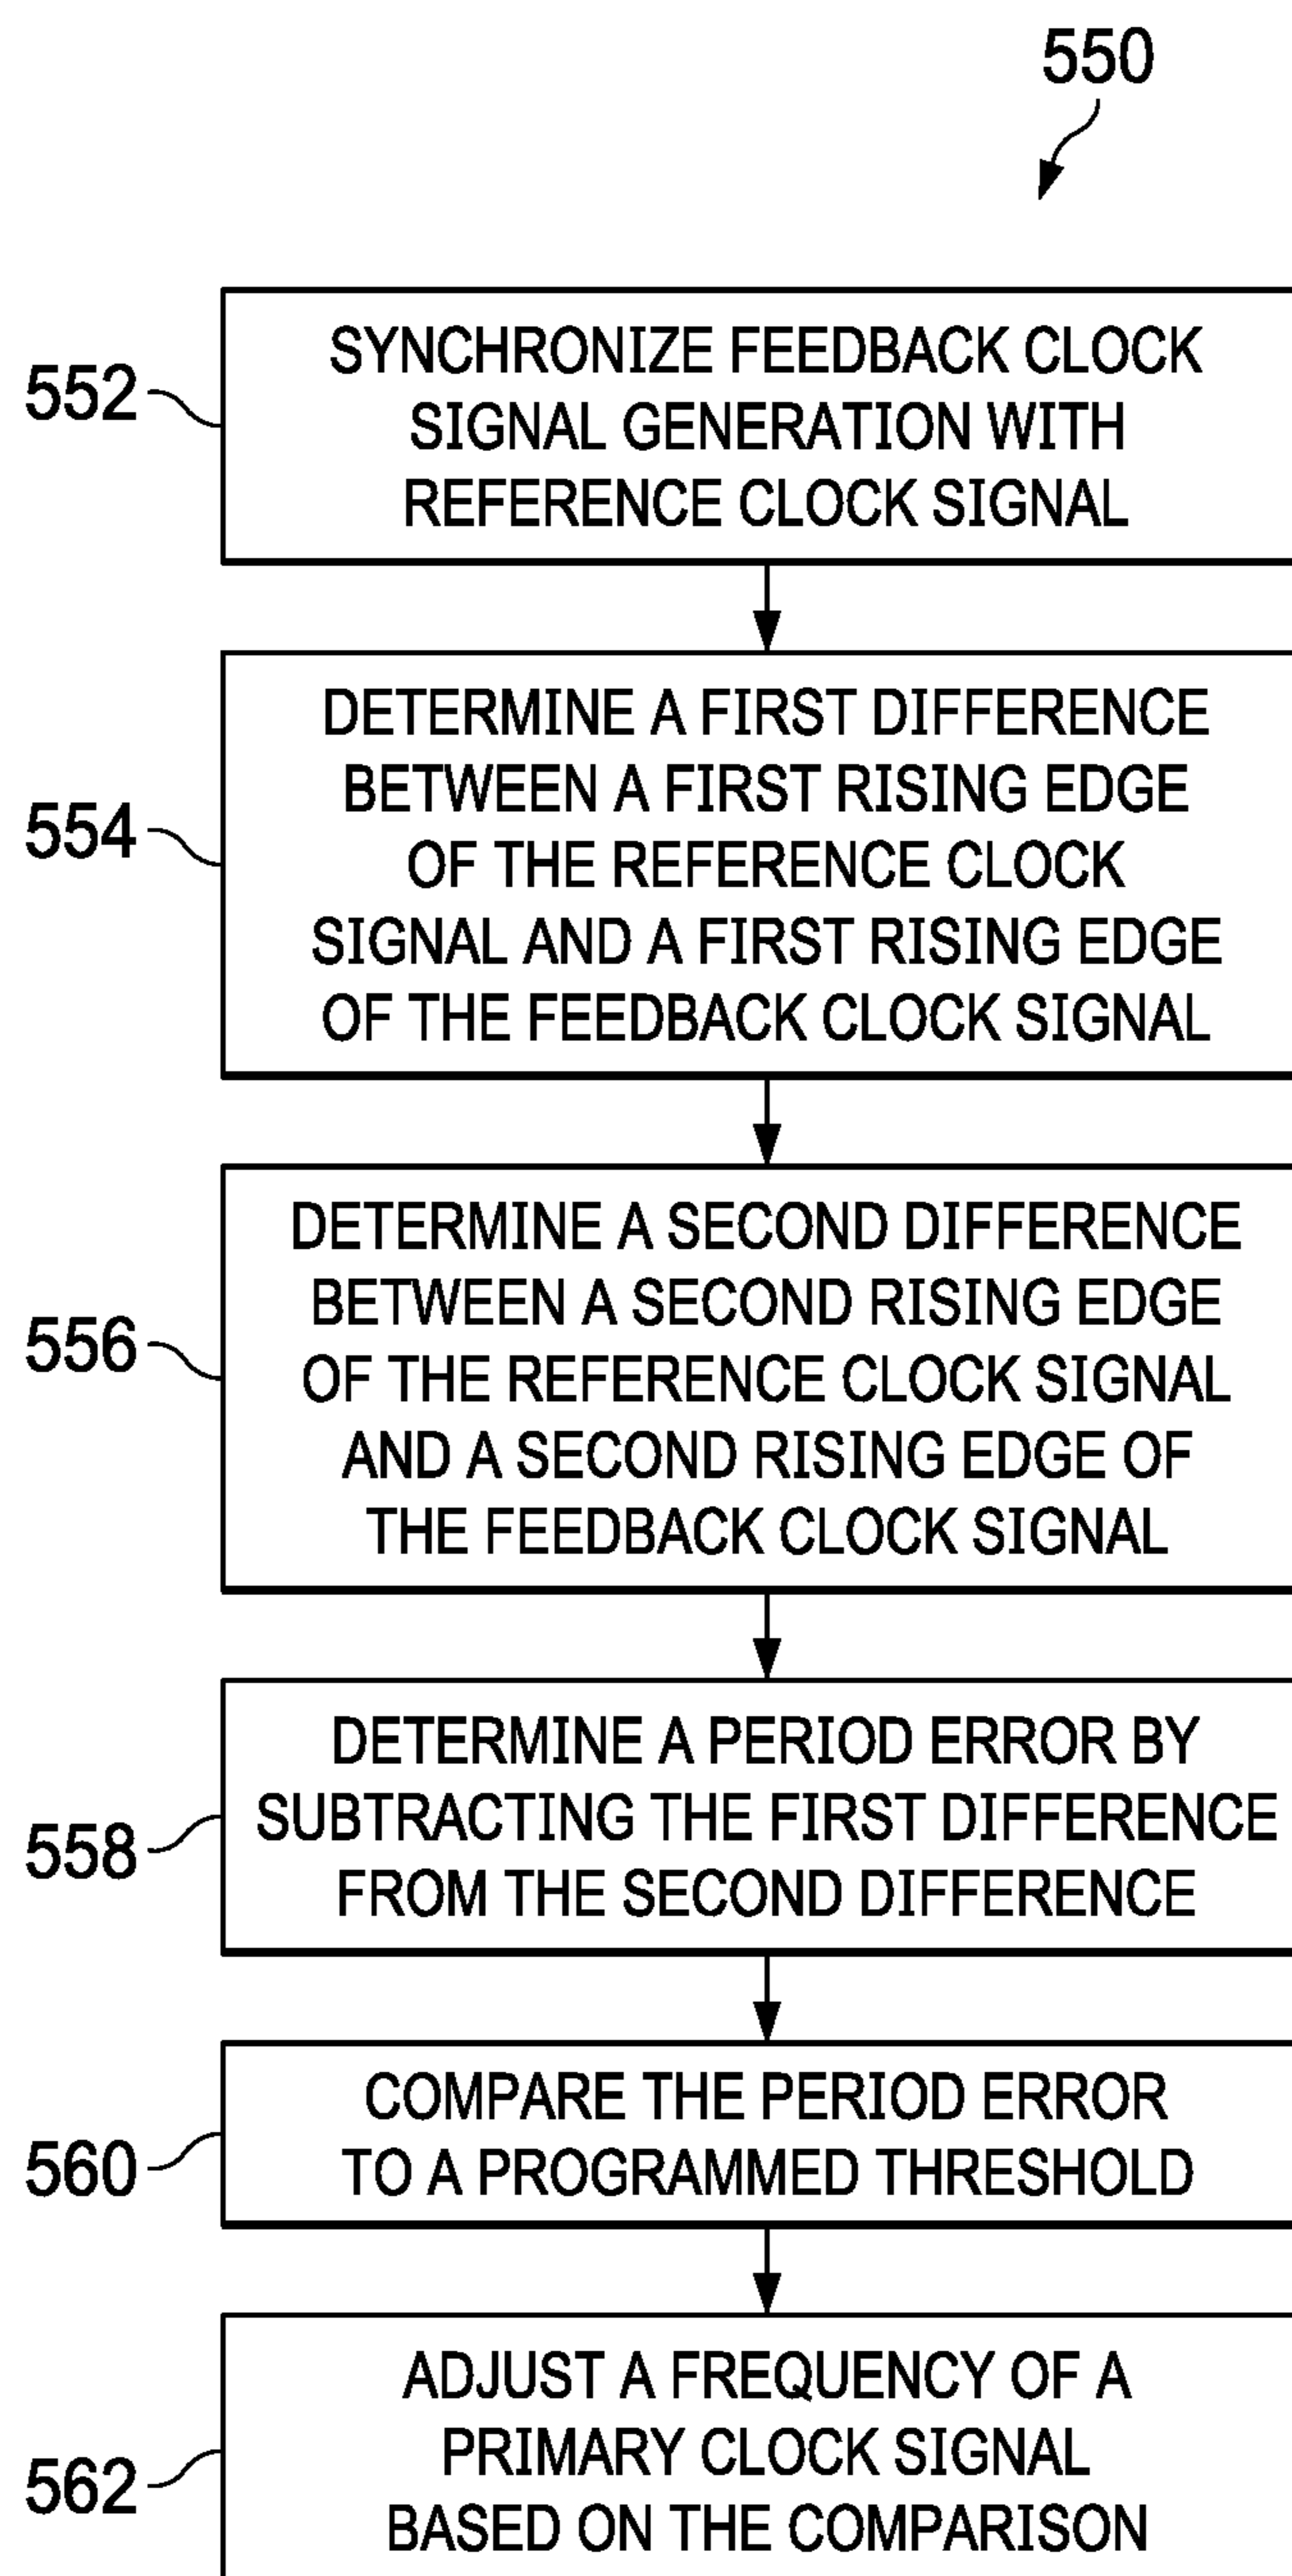 550
552
SYNCHRONIZE FEEDBACK CLOCK
SIGNAL GENERATION WITH
REFERENCE CLOCK SIGNAL
554
DETERMINE A FIRST DIFFERENCE
BETWEEN A FIRST RISING EDGE
OF THE REFERENCE CLOCK
SIGNAL AND A FIRST RISING EDGE
OF THE FEEDBACK CLOCK SIGNAL
556
DETERMINE A SECOND DIFFERENCE
BETWEEN A SECOND RISING EDGE
OF THE REFERENCE CLOCK SIGNAL
AND A SECOND RISING EDGE OF
THE FEEDBACK CLOCK SIGNAL
558
DETERMINE A PERIOD ERROR BY
SUBTRACTING THE FIRST DIFFERENCE
FROM THE SECOND DIFFERENCE
560
COMPARE THE PERIOD ERROR
TO A PROGRAMMED THRESHOLD
562
ADJUST A FREQUENCY OF A
PRIMARY CLOCK SIGNAL
BASED ON THE COMPARISON